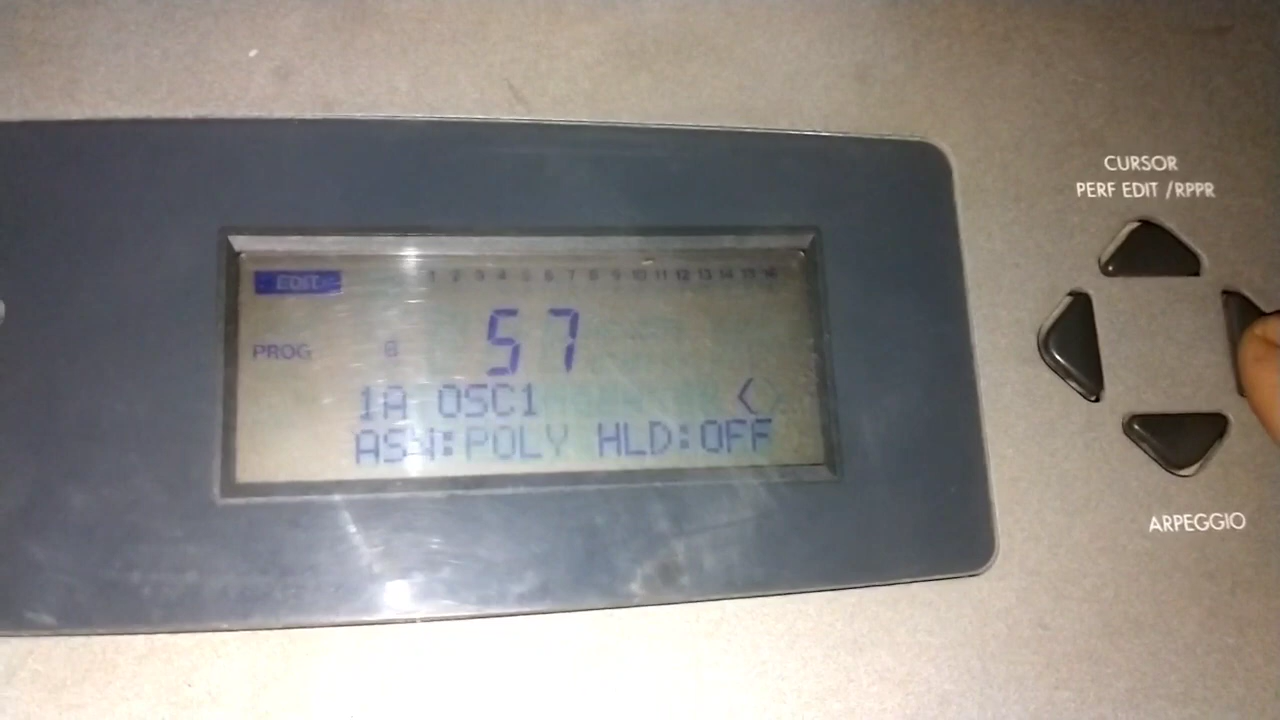 CURSOR
PERF EDIT /RPPR
EDIT 1 2 3 4 5 6 7 8 9 10 11 12 13 14 15 16
57
PROG
1A OSC1 <
ASN:POLY HLD:OFF
ARPEGGIO